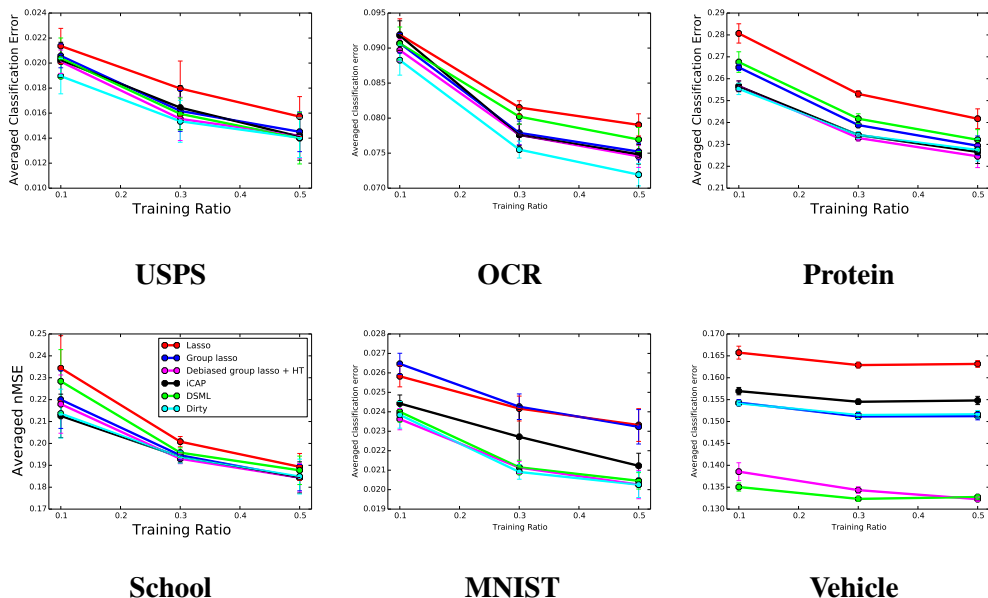 0.024
0.022
0.020
0.018
0.016
0.014
0.012
0.010
Averaged Classification Error
0.1 0.2 0.3 0.4 0.5
Training Ratio
USPS
0.095
0.090
0.085
0.080
0.075
0.070
Averaged classification error
0.1 0.2 0.3 0.4 0.5
Training Ratio
OCR
0.29
0.28
0.27
0.26
0.25
0.24
0.23
0.22
0.21
Averaged Classification Error
0.1 0.2 0.3 0.4 0.5
Training Ratio
Protein
0.25
0.24
0.23
0.22
0.21
0.20
0.19
0.18
0.17
Averaged nMSE
Lasso
Group lasso
Debiased group lasso + HT
iCAP
DSML
Dirty
0.1 0.2 0.3 0.4 0.5
Training Ratio
School
0.028
0.027
0.026
0.025
0.024
0.023
0.022
0.021
0.020
0.019
Averaged classification error
0.1 0.2 0.3 0.4 0.5
Training Ratio
MNIST
0.170
0.165
0.160
0.155
0.150
0.145
0.140
0.135
0.130
Averaged classification error
0.1 0.2 0.3 0.4 0.5
Training Ratio
Vehicle